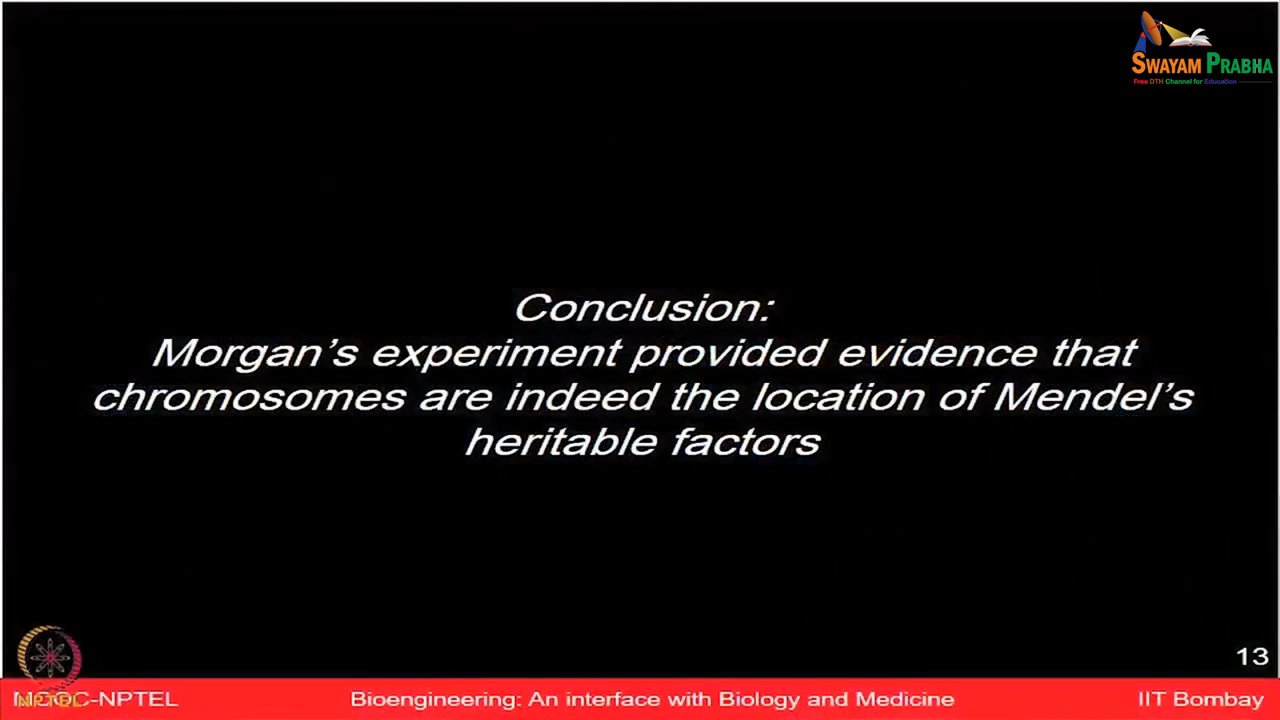 SWAYAM PRABHA
Free DTH Channel for Education
Conclusion:
Morgan's experiment provided evidence that
chromosomes are indeed the location of Mendel's
heritable factors
13
MOOC-NPTEL
NPTEL
Bioengineering: An interface with Biology and Medicine
IIT Bombay